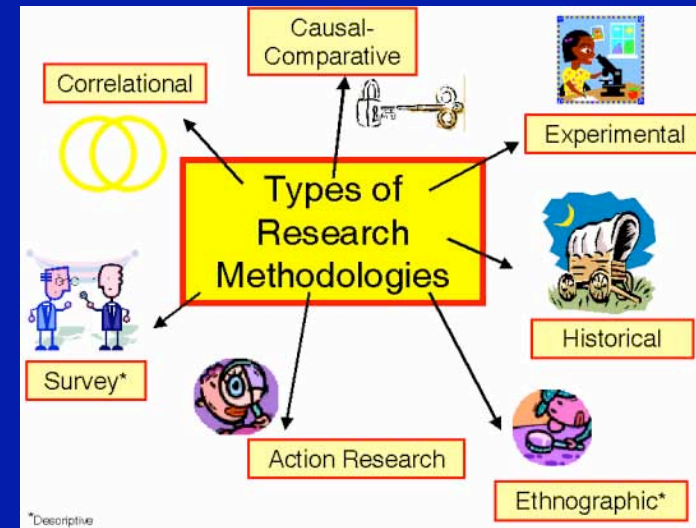 Causal-
Comparative
Correlational
Experimental
Types of
Research
Methodologies
Historical
Survey*
Action Research
Ethnographic*
*Descriptive